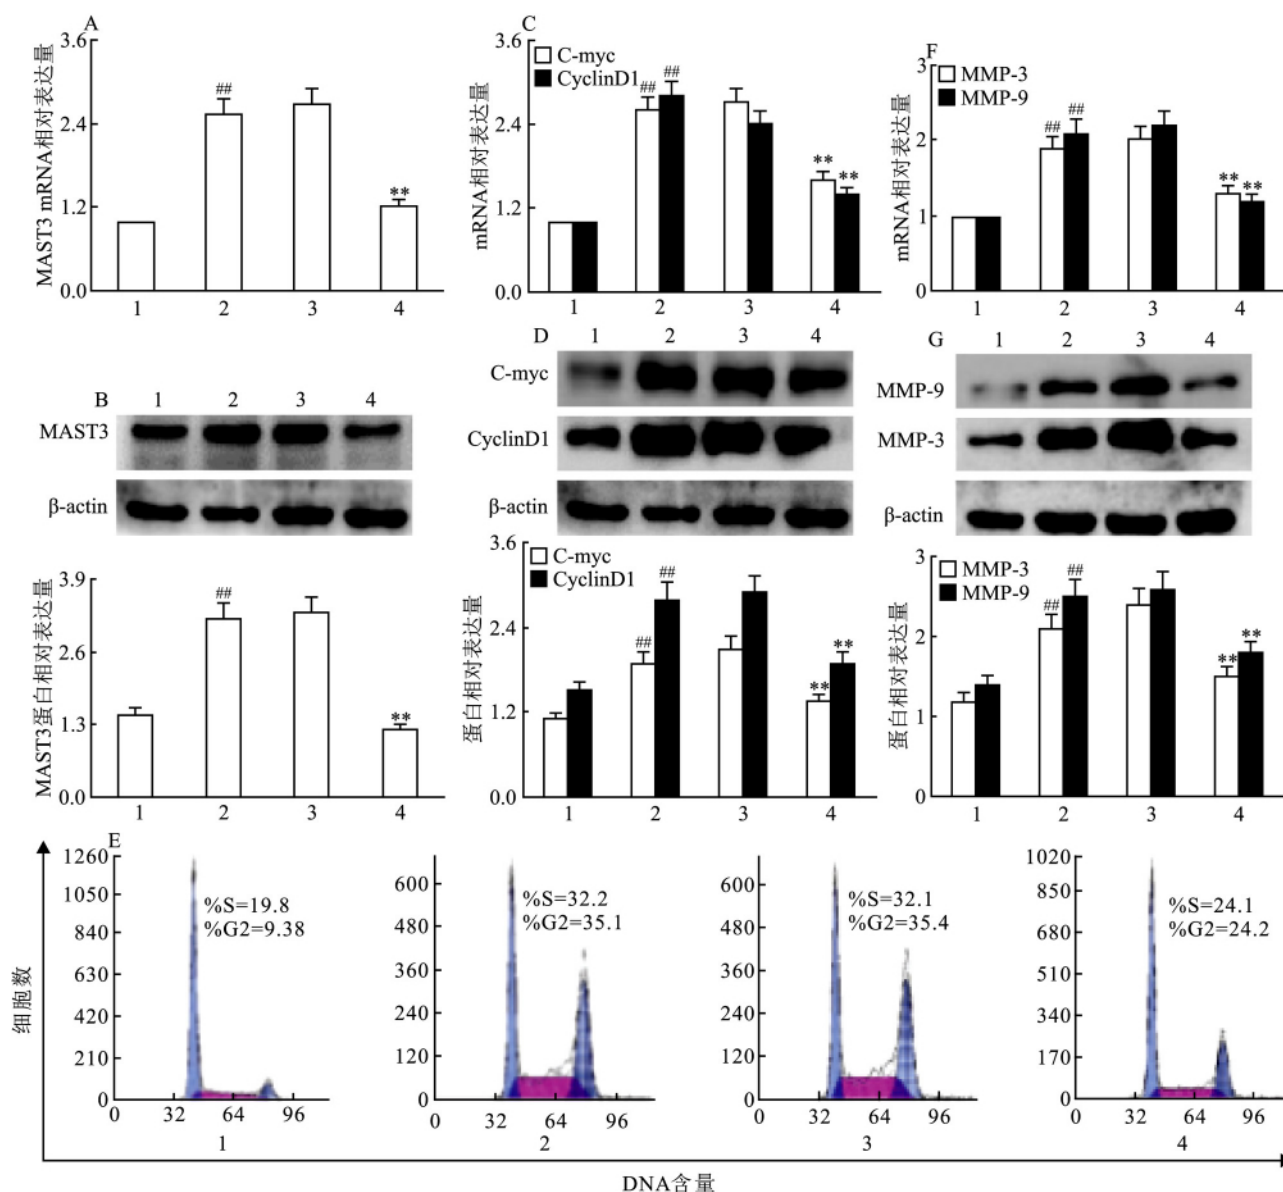 A
3.6
2.4
1.2
0.0
MAST3 mRNA相对表达量
##
**
1 2 3 4
C
3.6
2.4
1.2
0.0
mRNA相对表达量
C-myc
CyclinD1
## ##
** **
1 2 3 4
F
3
2
1
0
mRNA相对表达量
MMP-3
MMP-9
## ##
** **
1 2 3 4
B
1 2 3 4
MAST3
β-actin
3.9
2.6
1.3
0.0
MAST3蛋白相对表达量
##
**
1 2 3 4
D
1 2 3 4
C-myc
CyclinD1
β-actin
3.6
2.4
1.2
0.0
蛋白相对表达量
C-myc
CyclinD1
## ##
** **
1 2 3 4
G
1 2 3 4
MMP-9
MMP-3
β-actin
3
2
1
0
蛋白相对表达量
MMP-3
MMP-9
## ##
** **
1 2 3 4
E
细胞数
1260
1050
840
630
420
210
0
%S=19.8
%G2=9.38
0 32 64 96
1
600
480
360
240
120
0
%S=32.2
%G2=35.1
0 32 64 96
2
600
480
360
240
120
0
%S=32.1
%G2=35.4
0 32 64 96
3
1020
850
680
510
340
170
0
%S=24.1
%G2=24.2
0 32 64 96
4
DNA含量